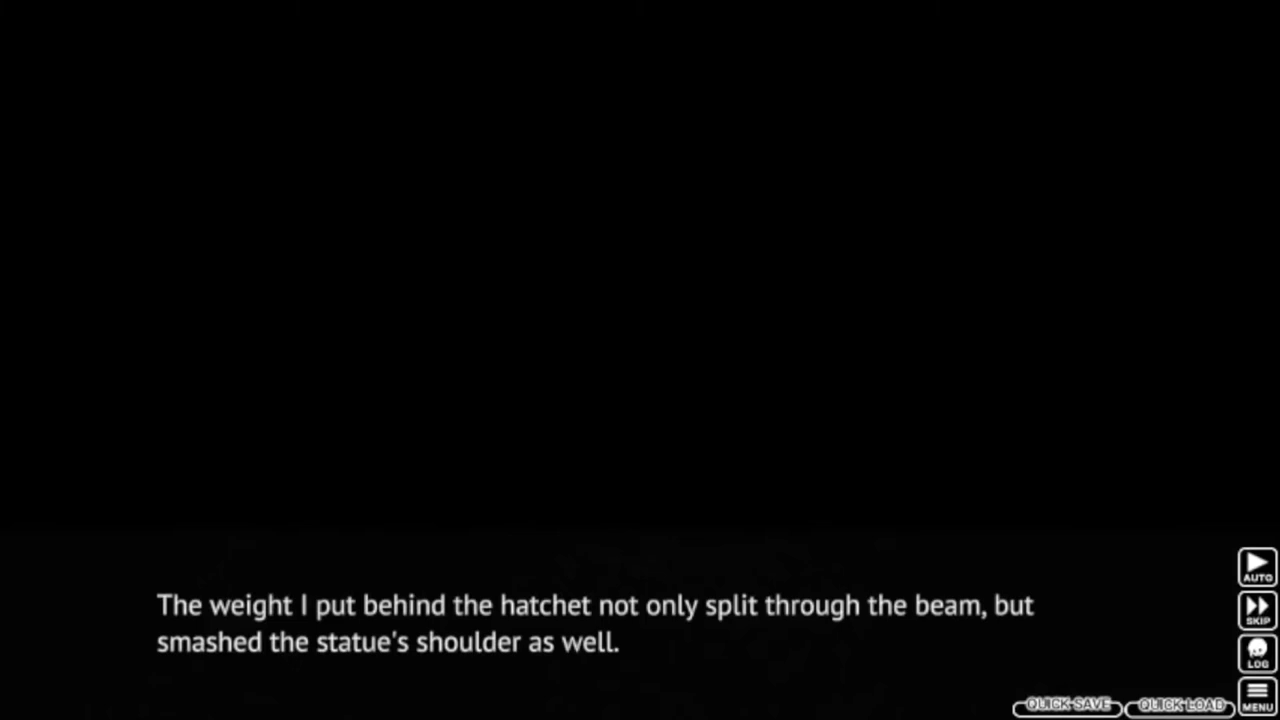 The weight I put behind the hatchet not only split through the beam, but
smashed the statue's shoulder as well.
AUTO
SKIP
LOG
MENU
QUICK SAVE QUICK LOAD